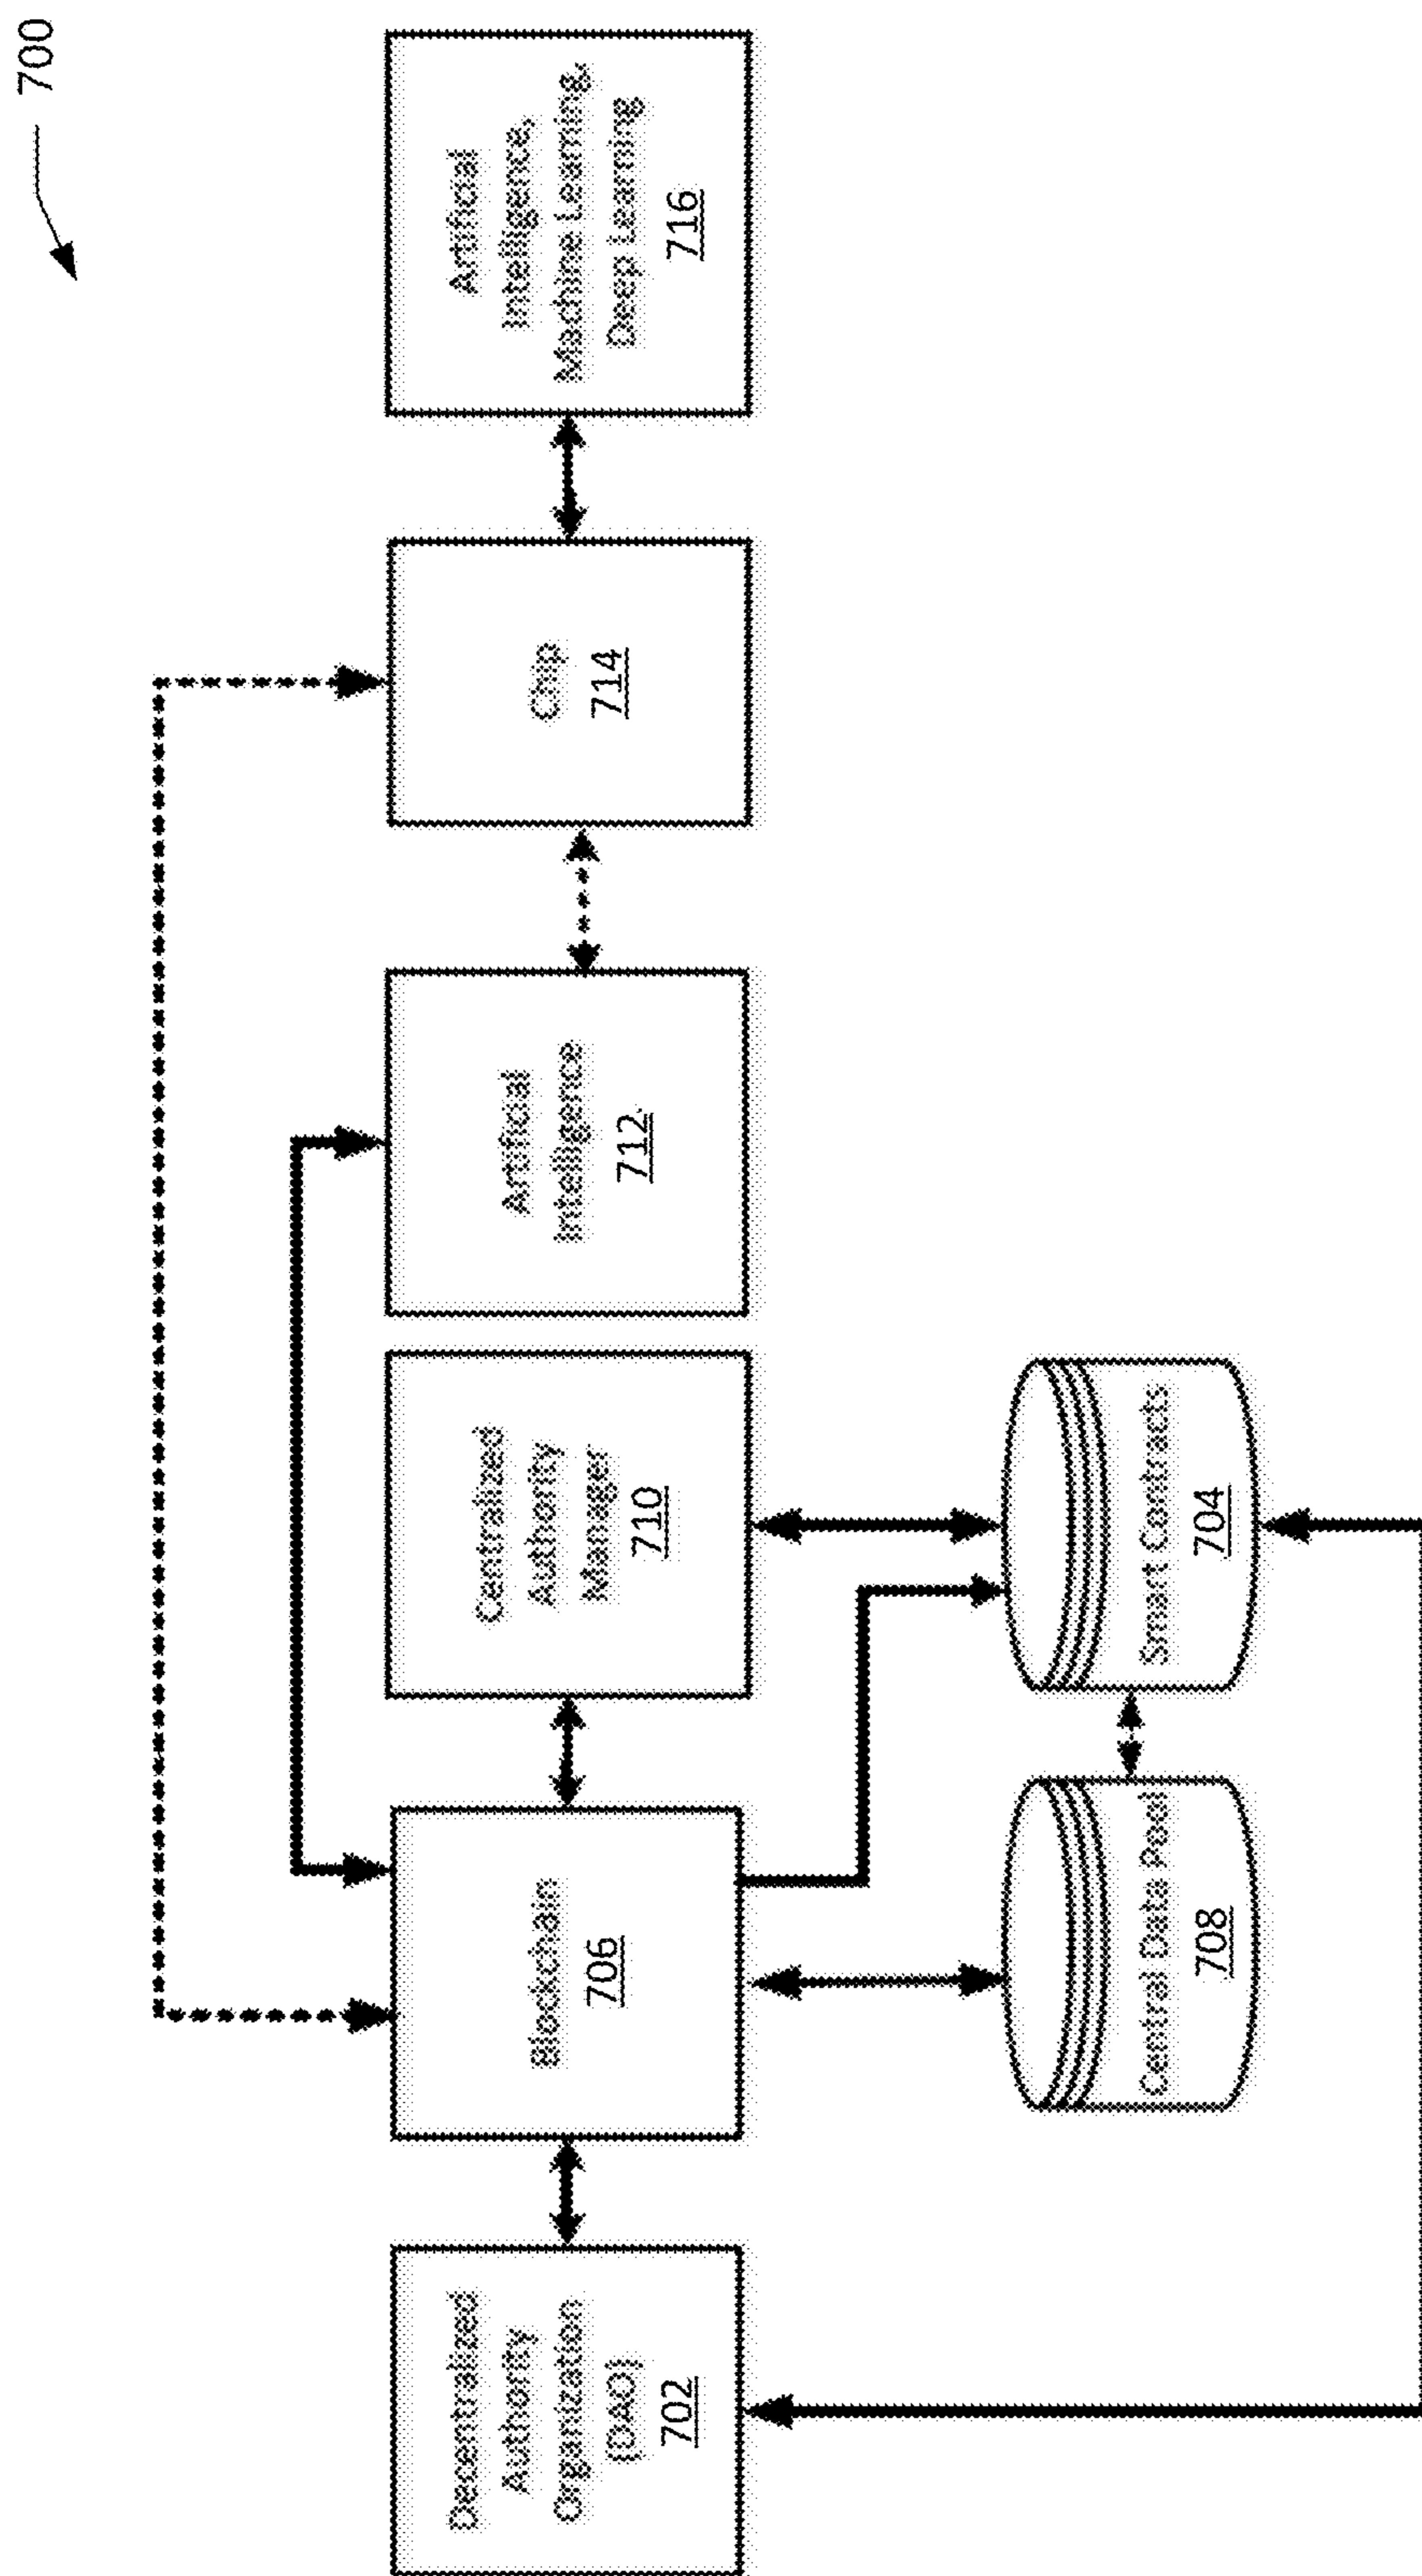 700
Decentralized
Authority
Organization
(DAO)
702
Blockchain
706
Centralized
Authority
Manager
710
Artificial
Intelligence
712
Chip
714
Artificial
Intelligence,
Machine Learning,
Deep Learning
716
Central Data Pool
708
Smart Contracts
704